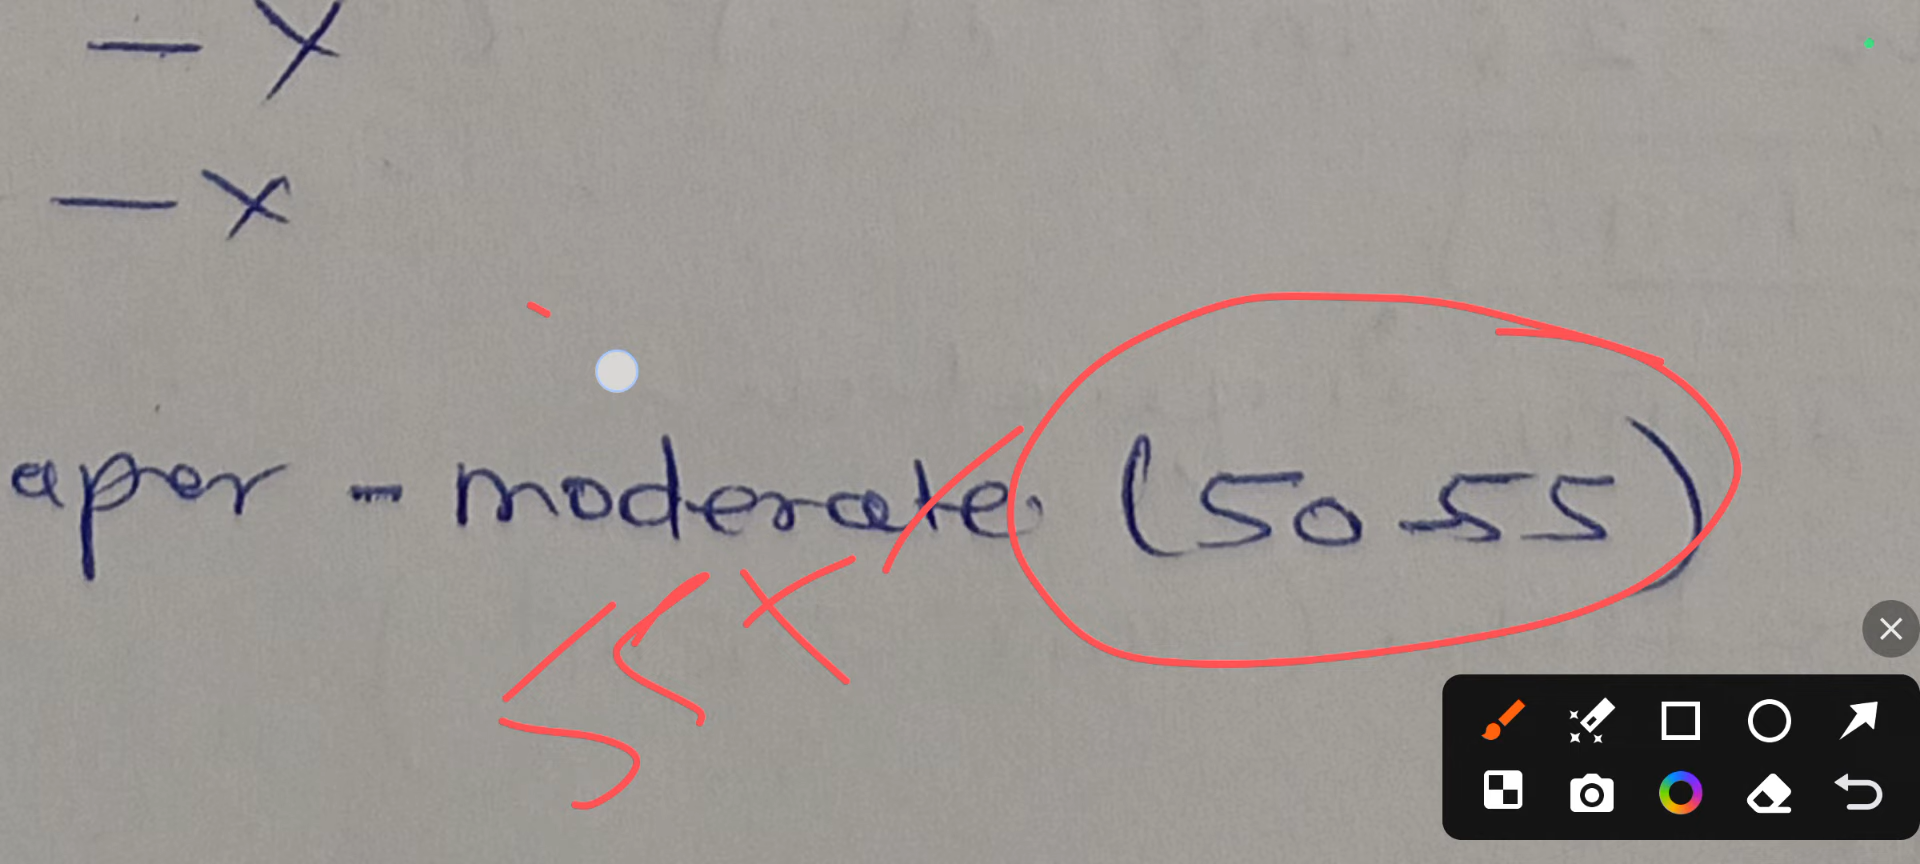 — X
— X
aper - moderate (50-55)
55X